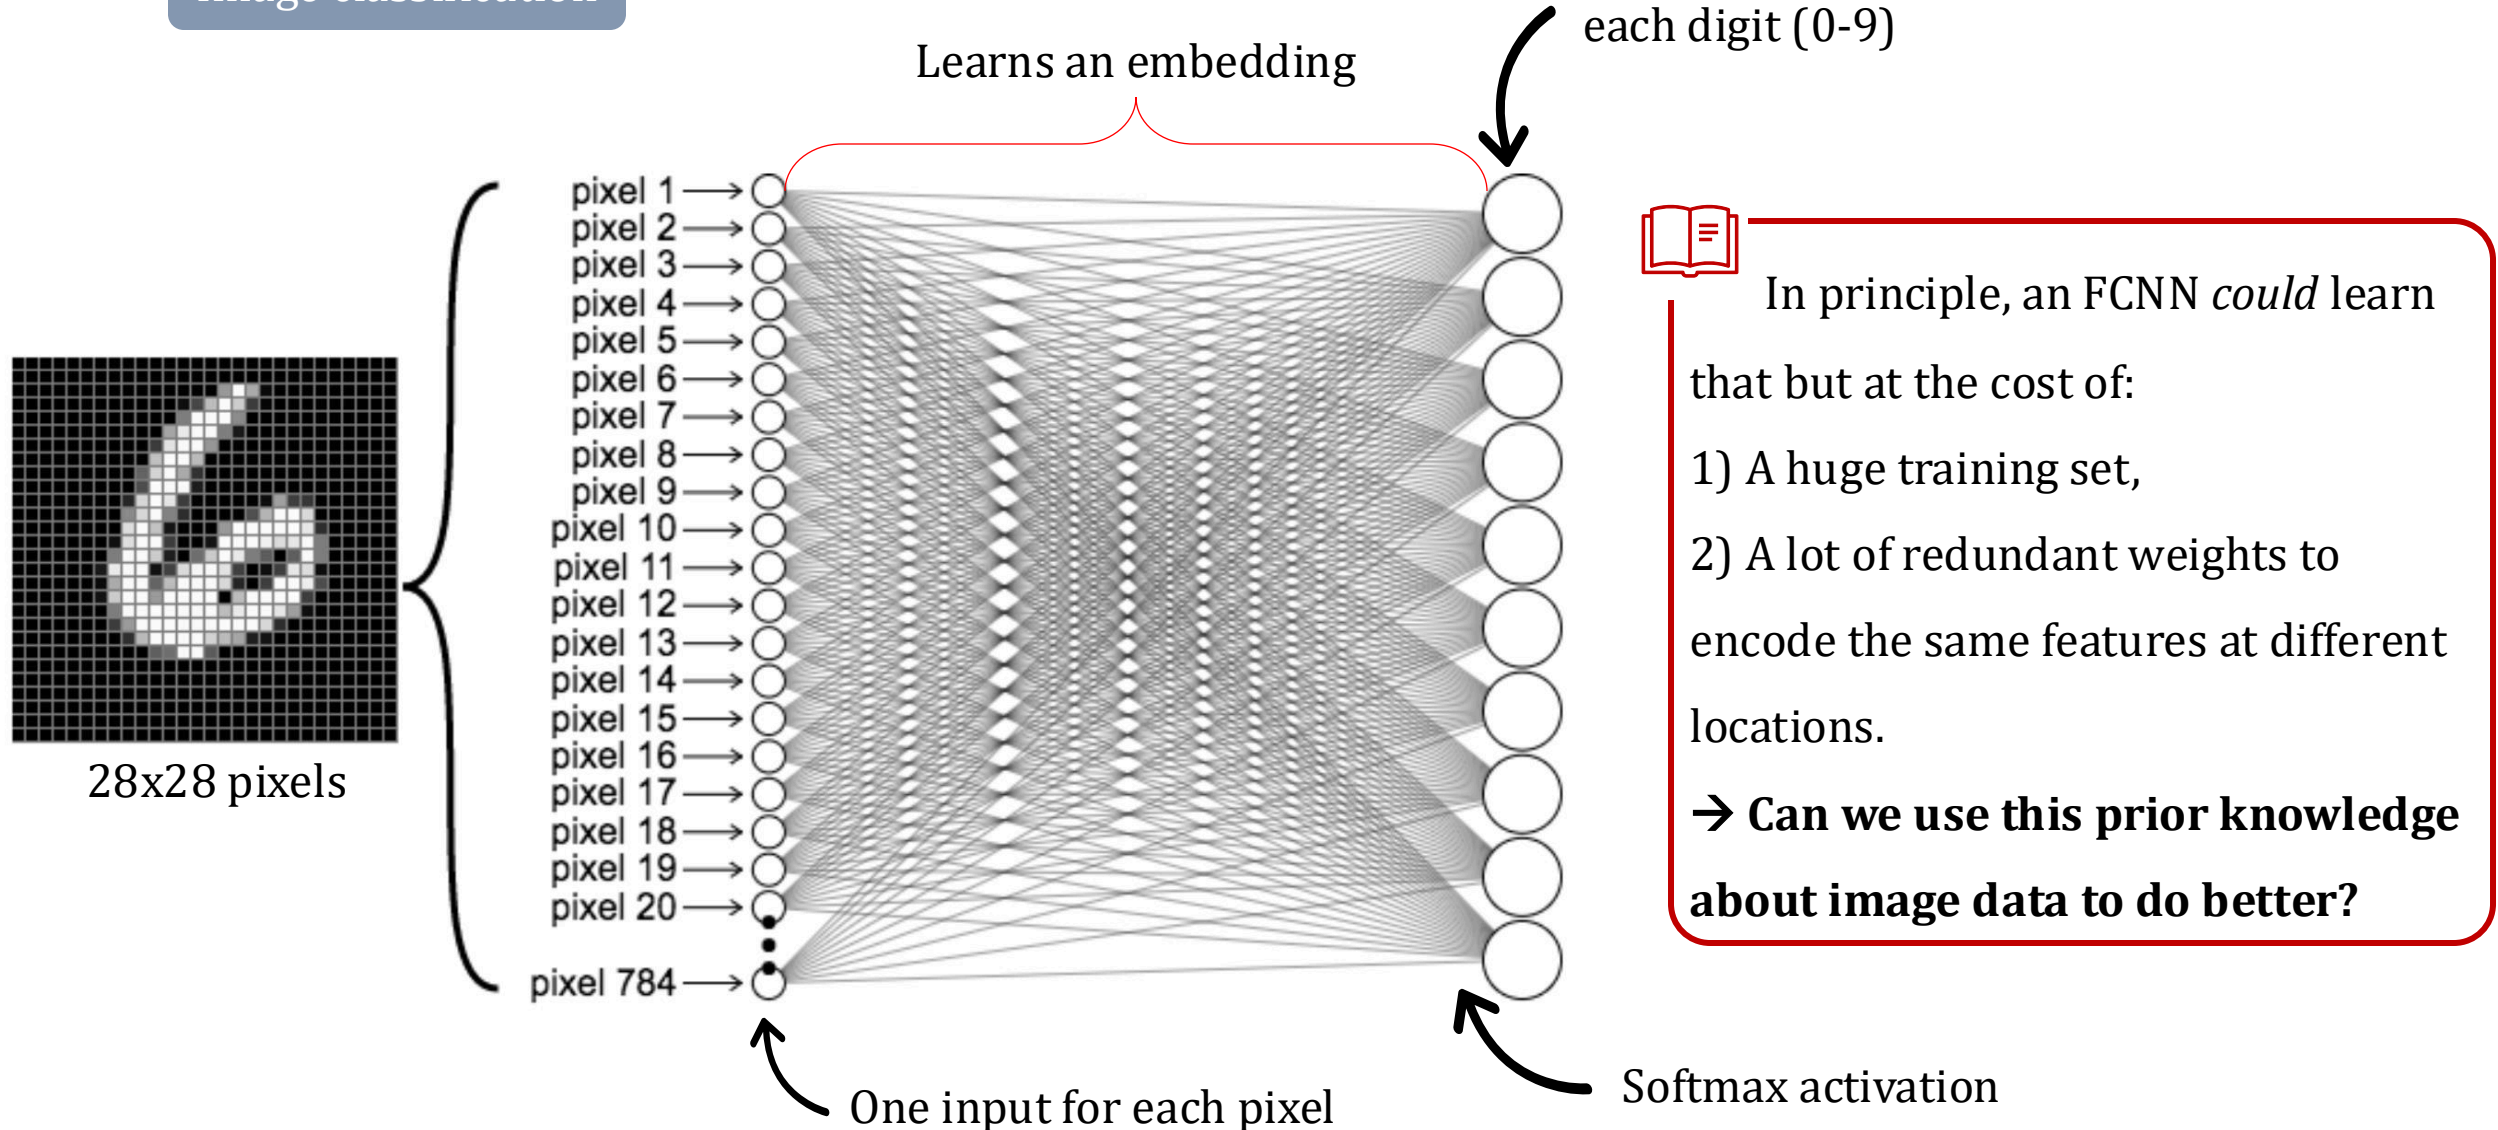 Image classification
each digit (0-9)
Learns an embedding
pixel 1
pixel 2
pixel 3
pixel 4
pixel 5
pixel 6
pixel 7
pixel 8
pixel 9
pixel 10
pixel 11
pixel 12
pixel 13
pixel 14
pixel 15
pixel 16
pixel 17
pixel 18
pixel 19
pixel 20
pixel 784
28x28 pixels
In principle, an FCNN could learn
that but at the cost of:
1) A huge training set,
2) A lot of redundant weights to
encode the same features at different
locations.
→ Can we use this prior knowledge
about image data to do better?
Softmax activation
One input for each pixel